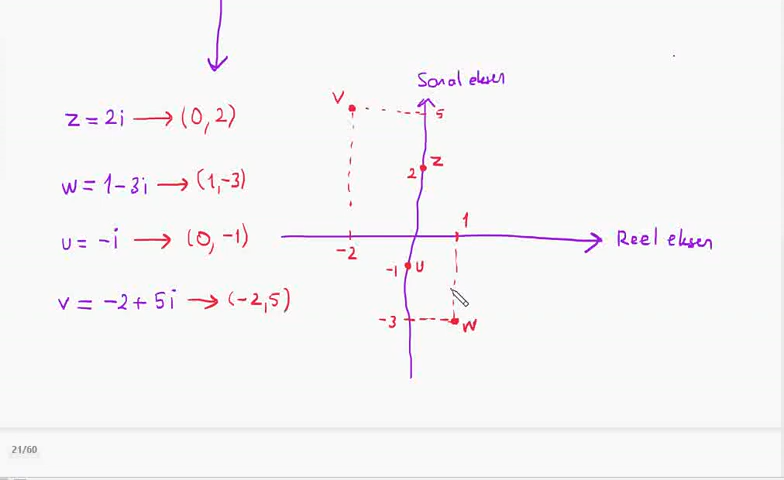 Sanal eksen
V
5
z = 2i → (0, 2)
2 z
w = 1-3i → (1,-3)
1
u = -i → (0, -1)
Reel eksen
-2
-1 u
v = -2 + 5i → (-2,5)
-3 w
21/60